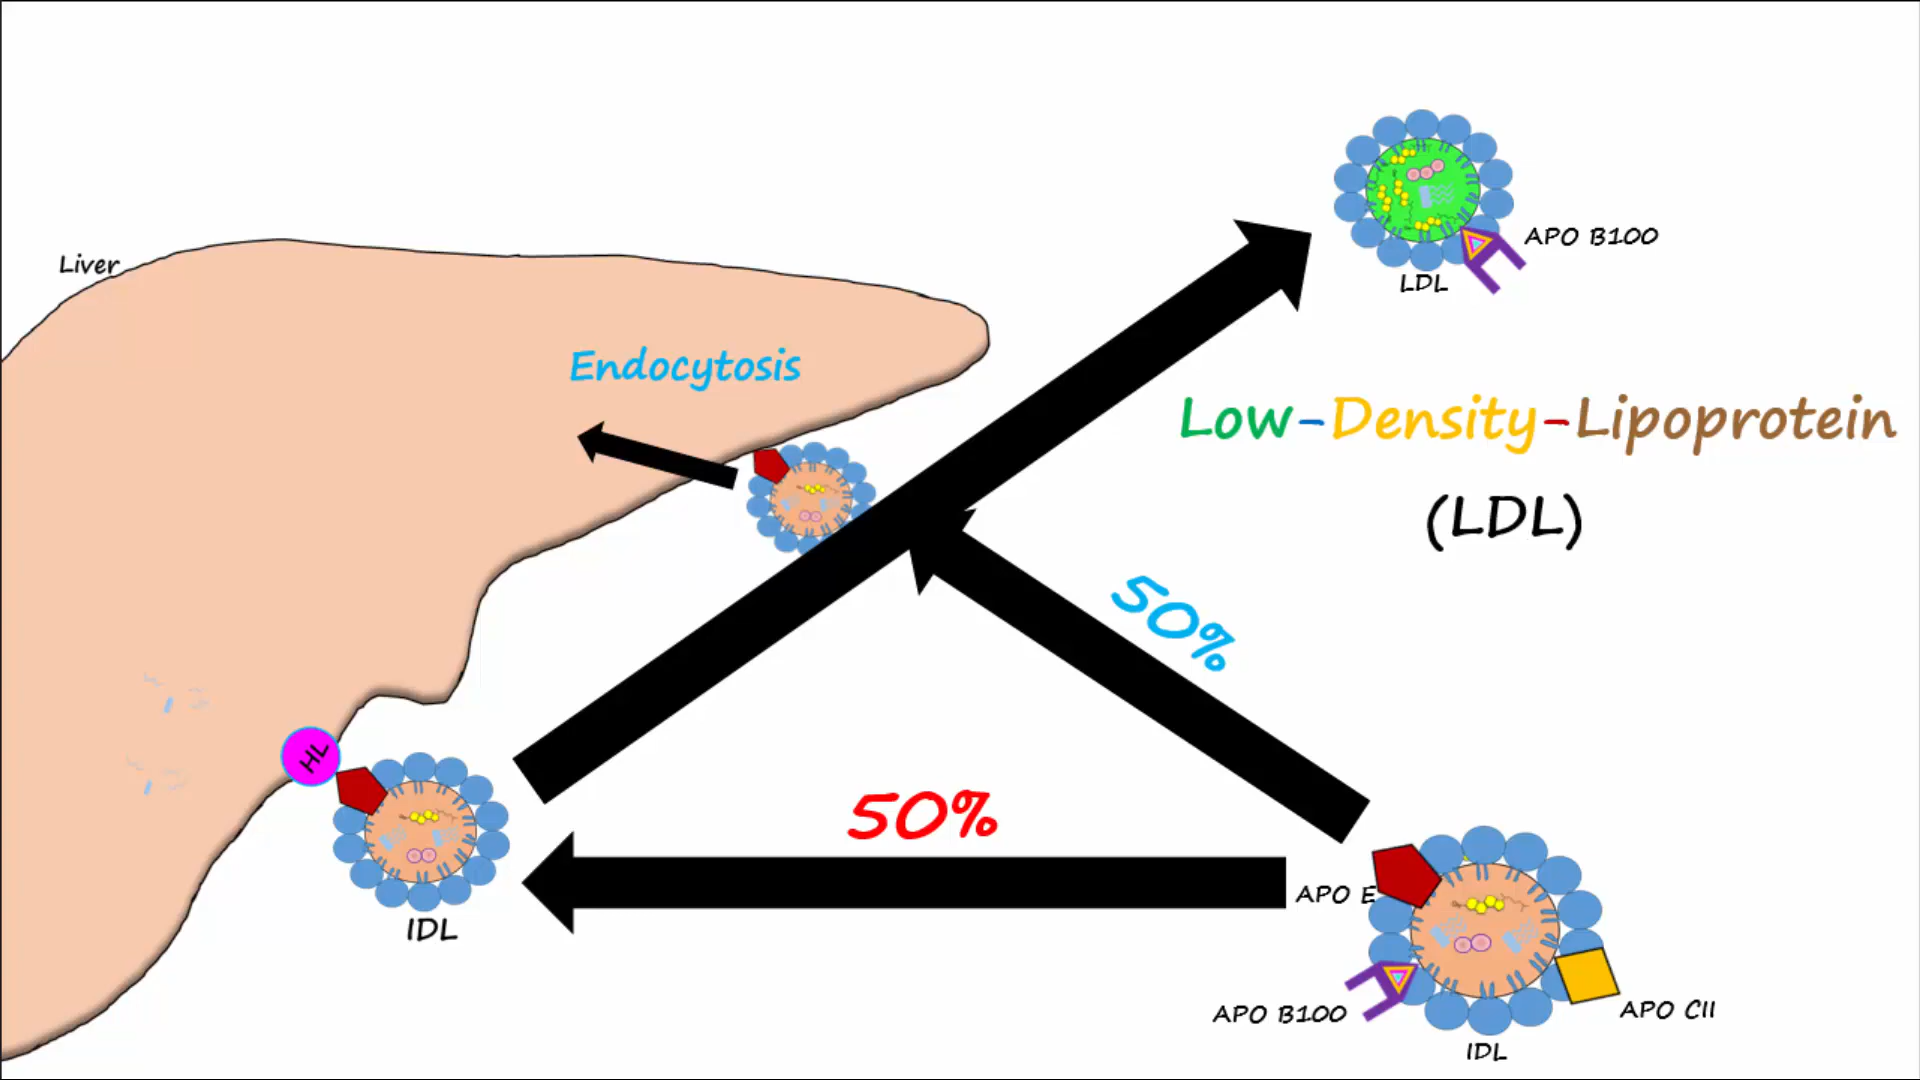 APO B100
LDL
Liver
Endocytosis
Low-Density-Lipoprotein
(LDL)
50%
HL
50%
APO E
IDL
APO B100
APO CII
IDL